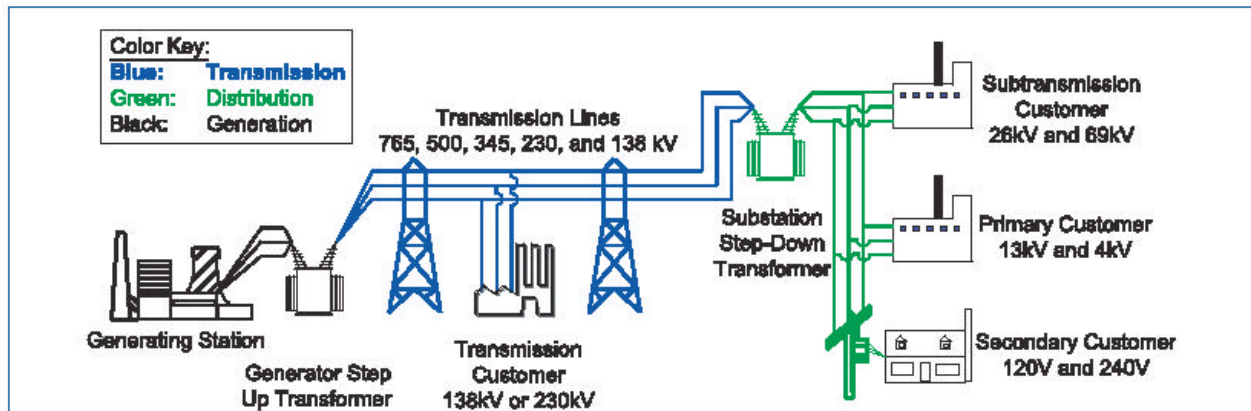 Color Key:
Blue: Transmission
Green: Distribution
Black: Generation
Transmission Lines
765, 500, 345, 230, and 138 kV
Subtransmission
Customer
26kV and 69kV
Substation
Step-Down
Transformer
Primary Customer
13kV and 4kV
Generating Station
Generator Step
Up Transformer
Transmission
Customer
138kV or 230kV
Secondary Customer
120V and 240V